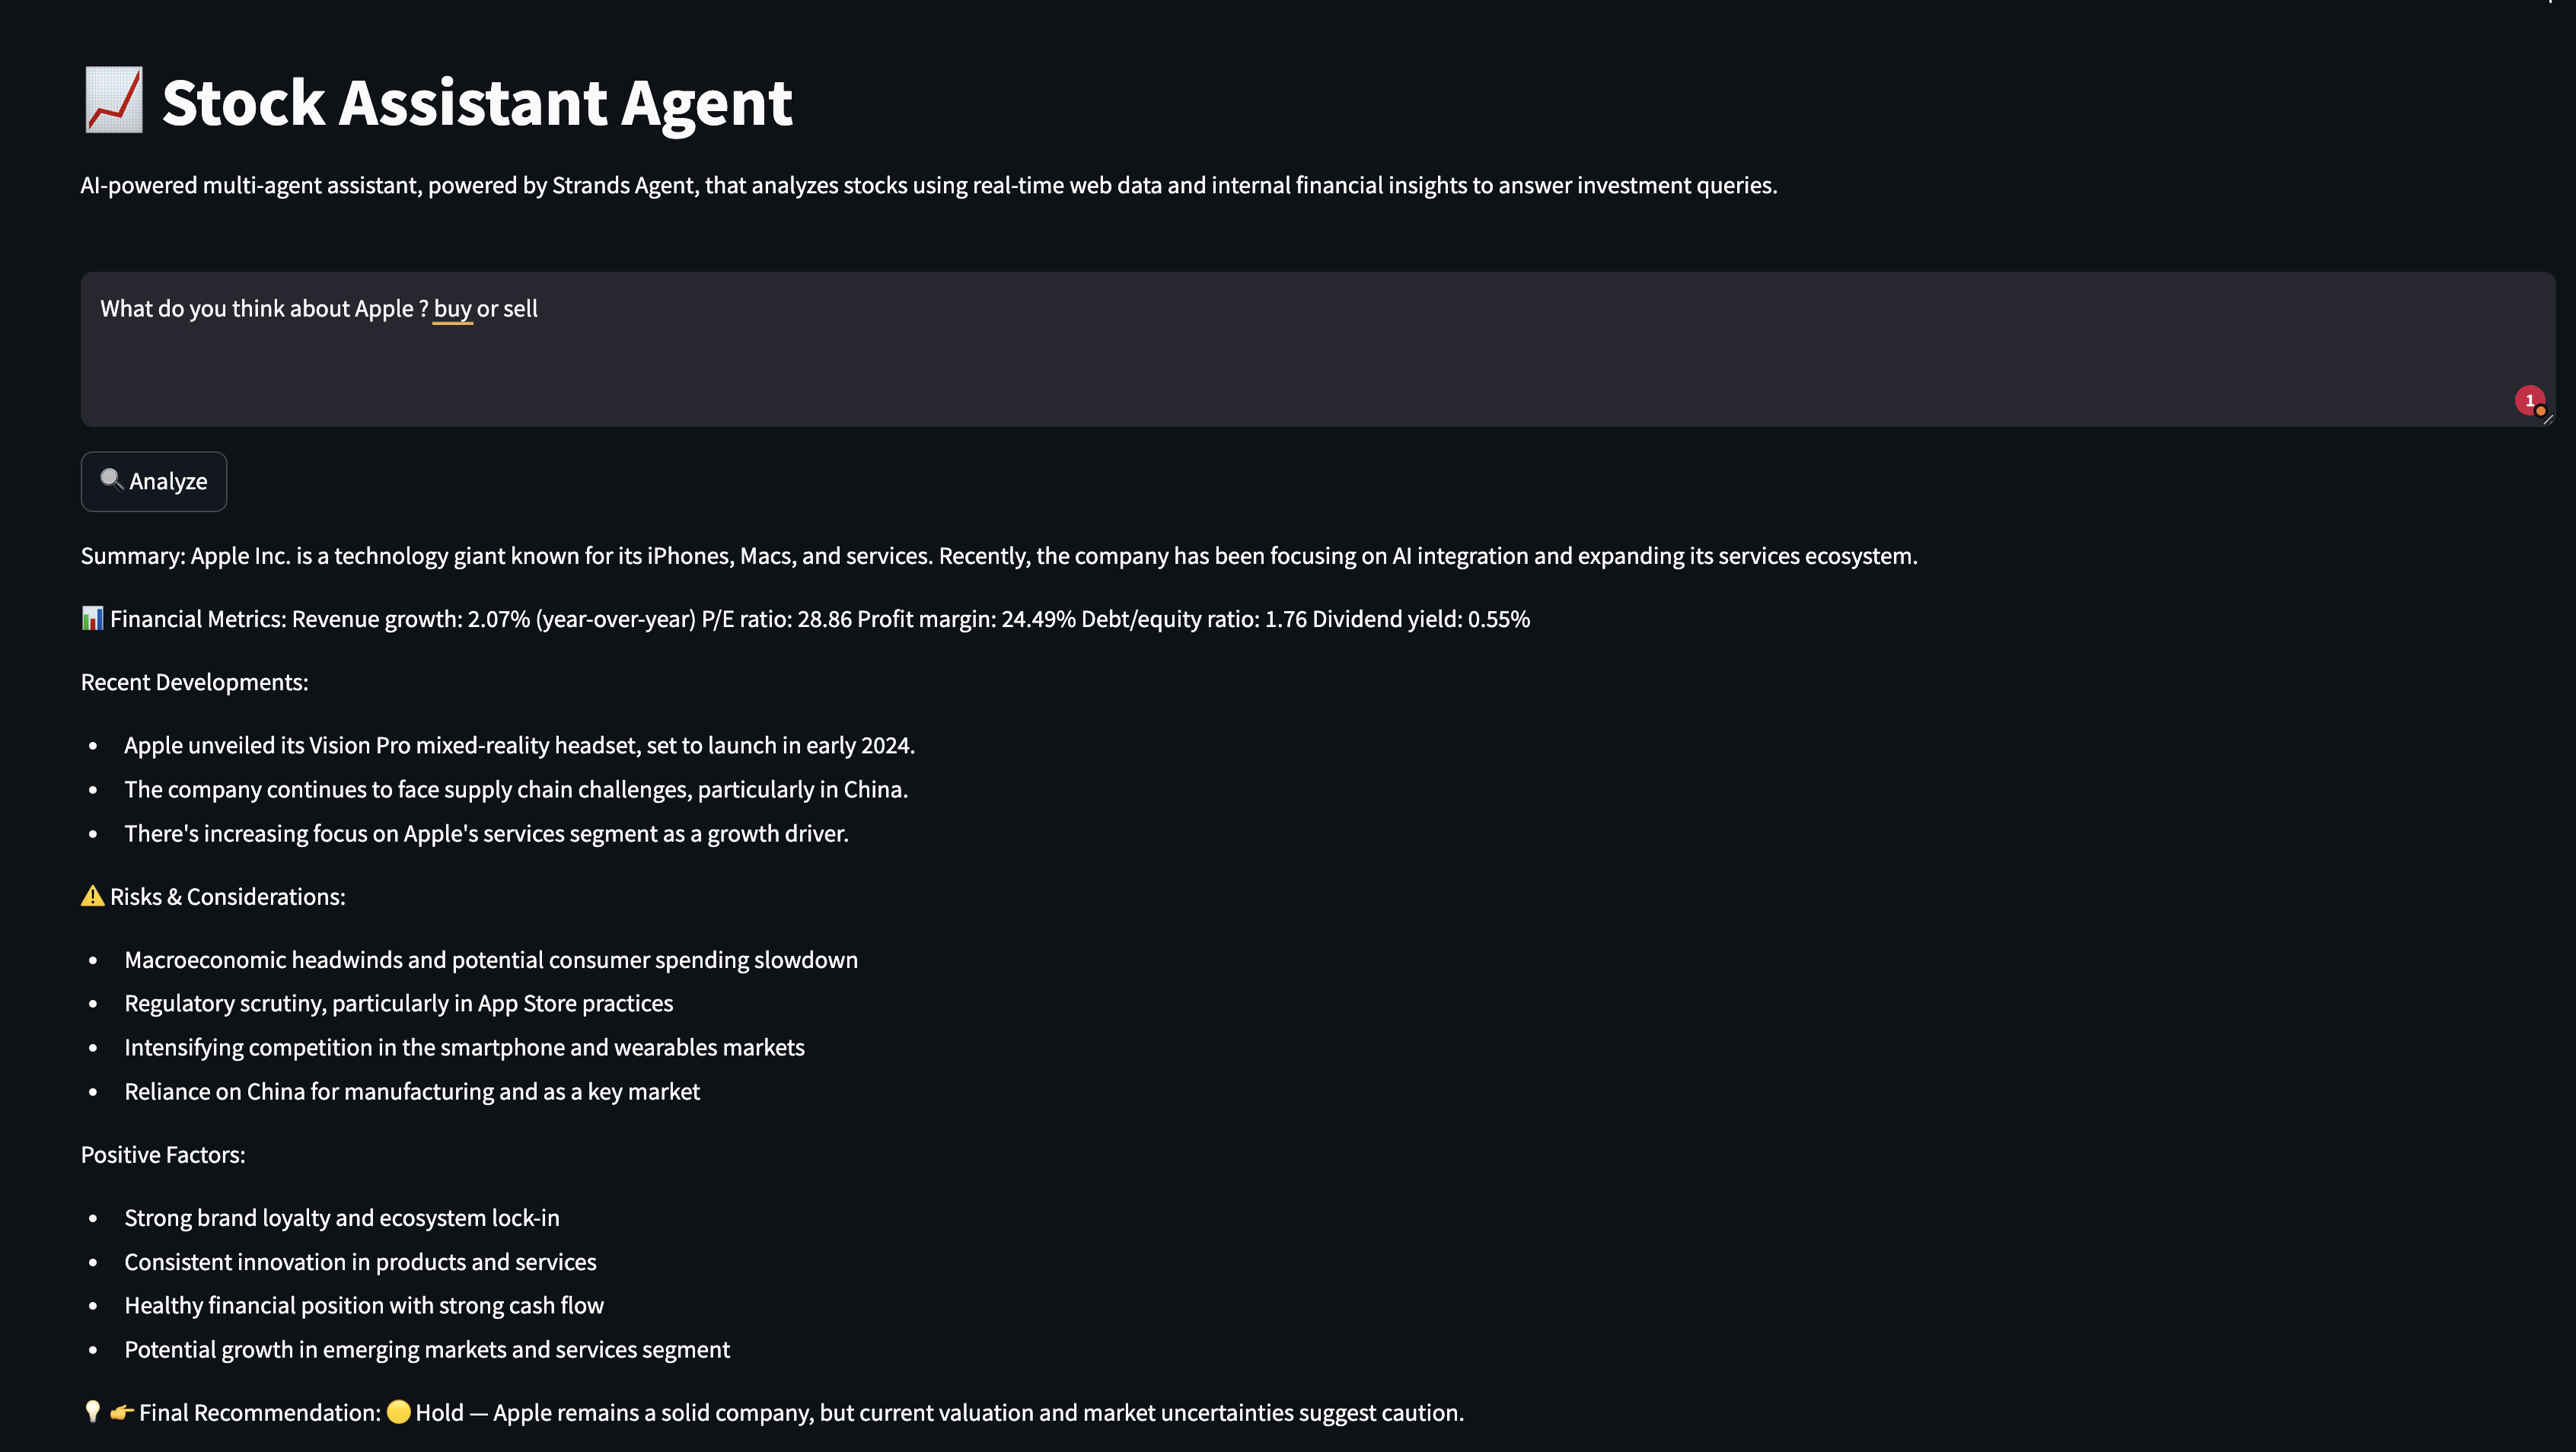 Stock Assistant Agent
AI-powered multi-agent assistant, powered by Strands Agent, that analyzes stocks using real-time web data and internal financial insights to answer investment queries.
What do you think about Apple ? buy or sell
1
Analyze
Summary: Apple Inc. is a technology giant known for its iPhones, Macs, and services. Recently, the company has been focusing on AI integration and expanding its services ecosystem.
Financial Metrics: Revenue growth: 2.07% (year-over-year) P/E ratio: 28.86 Profit margin: 24.49% Debt/equity ratio: 1.76 Dividend yield: 0.55%
Recent Developments:
• Apple unveiled its Vision Pro mixed-reality headset, set to launch in early 2024.
• The company continues to face supply chain challenges, particularly in China.
• There's increasing focus on Apple's services segment as a growth driver.
Risks & Considerations:
• Macroeconomic headwinds and potential consumer spending slowdown
• Regulatory scrutiny, particularly in App Store practices
• Intensifying competition in the smartphone and wearables markets
• Reliance on China for manufacturing and as a key market
Positive Factors:
• Strong brand loyalty and ecosystem lock-in
• Consistent innovation in products and services
• Healthy financial position with strong cash flow
• Potential growth in emerging markets and services segment
Final Recommendation: Hold — Apple remains a solid company, but current valuation and market uncertainties suggest caution.